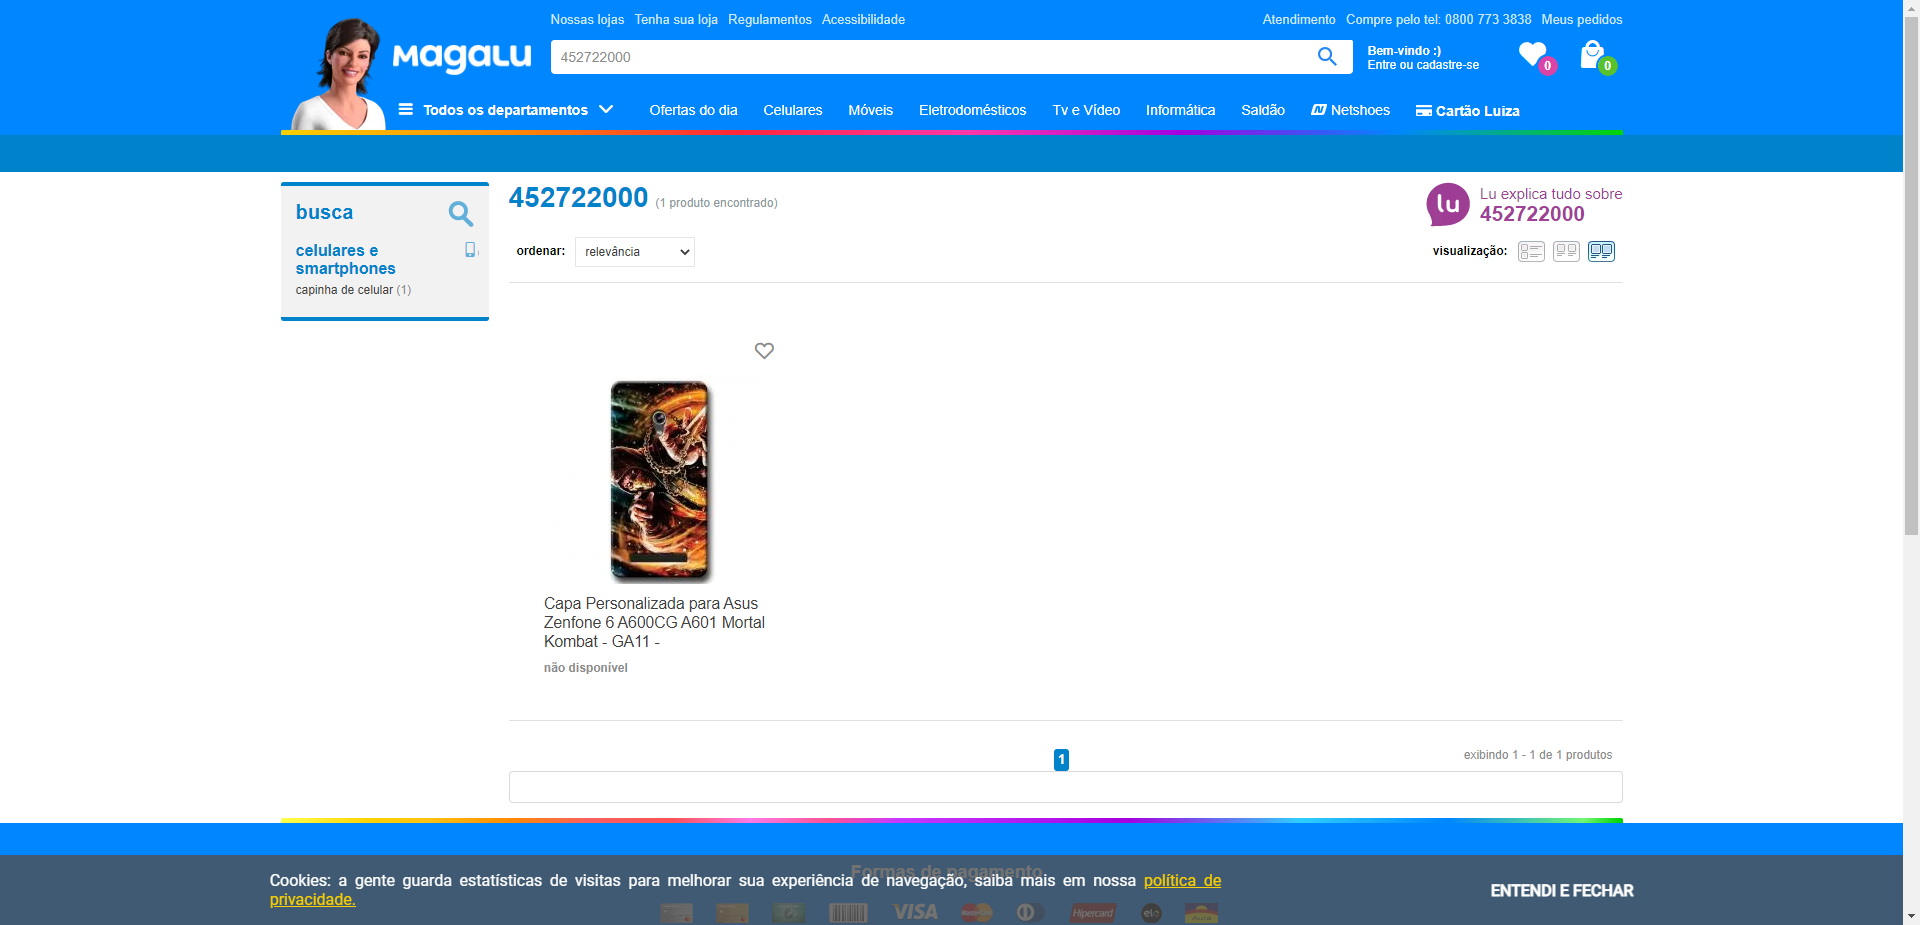 Nossas lojas Tenha sua loja Regulamentos Acessibilidade
Atendimento Compre pelo tel: 0800 773 3838 Meus pedidos
Magalu
452722000
Bem-vindo :)
Entre ou cadastre-se
0
0
Todos os departamentos
Ofertas do dia Celulares Móveis Eletrodomésticos Tv e Vídeo Informática Saldão Netshoes Cartão Luiza
busca
celulares e
smartphones
capinha de celular (1)
452722000 (1 produto encontrado)
lu
Lu explica tudo sobre
452722000
ordenar: relevância
visualização:
Capa Personalizada para Asus
Zenfone 6 A600CG A601 Mortal
Kombat - GA11 -
não disponível
1
exibindo 1 - 1 de 1 produtos
Formas de pagamento
Cookies: a gente guarda estatísticas de visitas para melhorar sua experiência de navegação, saiba mais em nossa política de
privacidade.
ENTENDI E FECHAR
VISA
Hipercard
elo